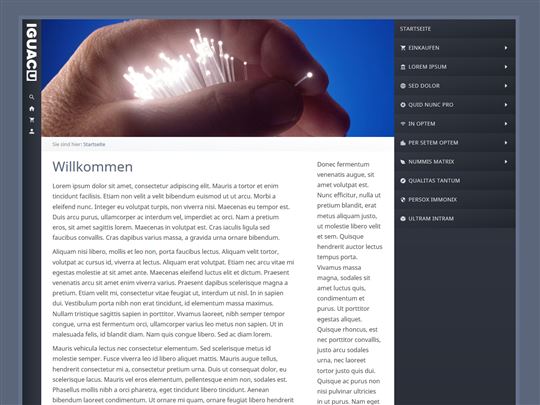 IGUACU
STARTSEITE
EINKAUFEN
LOREM IPSUM
SED DOLOR
QUID NUNC PRO
IN OPTEM
PER SETEM OPTEM
NUMMIS MATRIX
QUALITAS TANTUM
PERSOX IMMONIX
ULTRAM INTRAM
Sie sind hier: Startseite
Willkommen
Lorem ipsum dolor sit amet, consectetur adipiscing elit. Mauris a tortor et enim
tincidunt facilisis. Etiam non velit a velit bibendum euismod ut ut arcu. Morbi a
eleifend nunc. Integer eu volutpat turpis, non viverra nisi. Maecenas eu tempor est.
Duis arcu purus, ullamcorper ac interdum vel, imperdiet ac orci. Nam a pretium
eros, sit amet sagittis lorem. Maecenas in volutpat est. Cras iaculis ligula sed
faucibus convallis. Cras dapibus varius massa, a gravida urna ornare bibendum.
Aliquam nisi libero, mollis et leo non, porta faucibus lectus. Aliquam velit tortor,
volutpat ac cursus id, viverra at lectus. Aliquam erat volutpat. Etiam nec arcu vitae mi
egestas molestie at sit amet ante. Maecenas eleifend luctus elit et dictum. Praesent
venenatis arcu sit amet enim viverra varius. Praesent dapibus scelerisque magna a
pretium. Etiam velit mi, consectetur vitae feugiat ut, interdum ut nisl. In in sapien
dui. Vestibulum porta nibh non erat tincidunt, id elementum massa maximus.
Nullam tristique sagittis sapien in porttitor. Vivamus laoreet, nibh semper tempor
congue, urna est fermentum orci, ullamcorper varius leo metus non sapien. Ut in
malesuada felis, id blandit diam. Nam quis congue libero. Sed ac diam lorem.
Mauris vehicula lectus nec consectetur elementum. Sed scelerisque metus id
molestie semper. Fusce viverra leo id libero aliquet mattis. Mauris augue tellus,
hendrerit consectetur mi a, consectetur pretium urna. Duis ut consequat dolor, eu
scelerisque lacus. Mauris vel eros elementum, pellentesque enim non, sodales est.
Phasellus mollis nibh a orci pharetra, eget tincidunt libero tincidunt. Aenean
bibendum laoreet condimentum. Ut ornare mi quam, ornare feugiat libero hendrerit
Donec fermentum
venenatis augue, sit
amet volutpat est.
Nunc efficitur, nulla ut
pretium blandit, erat
metus aliquam justo,
ut molestie libero velit
et sem. Quisque
hendrerit auctor lectus
tempus porta.
Vivamus massa
magna, sodales sit
amet luctus quis,
condimentum et
purus. Ut porttitor
egestas aliquet.
Quisque rhoncus, est
nec porttitor convallis,
justo arcu sodales
urna, nec laoreet
tortor justo quis dui.
Quisque ac purus non
nisi pulvinar ultricies
in ut purus. Nam eget